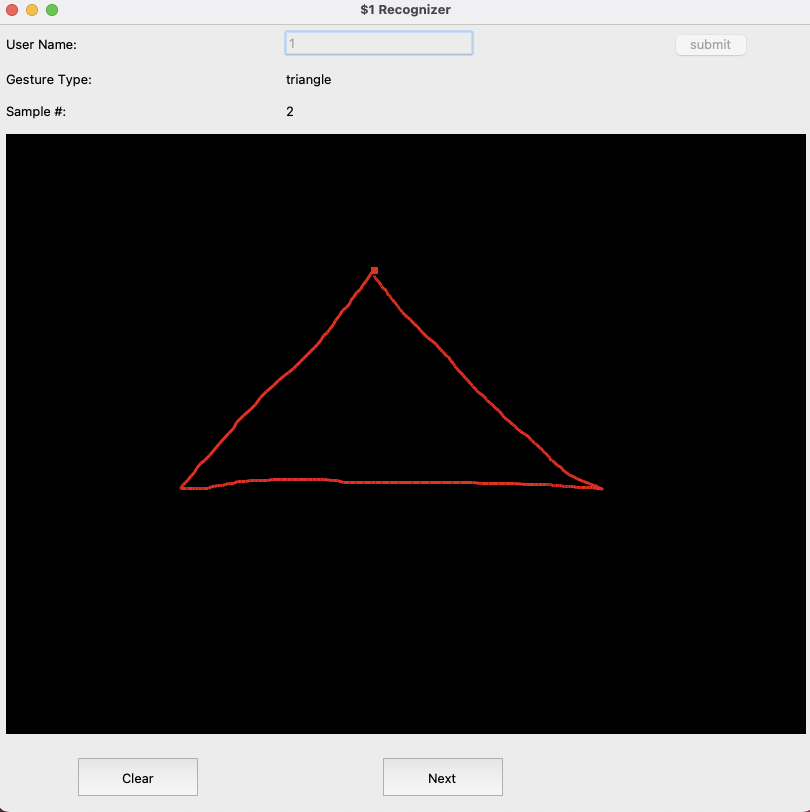 $1 Recognizer
User Name: 1 submit
Gesture Type: triangle
Sample #: 2
Clear Next